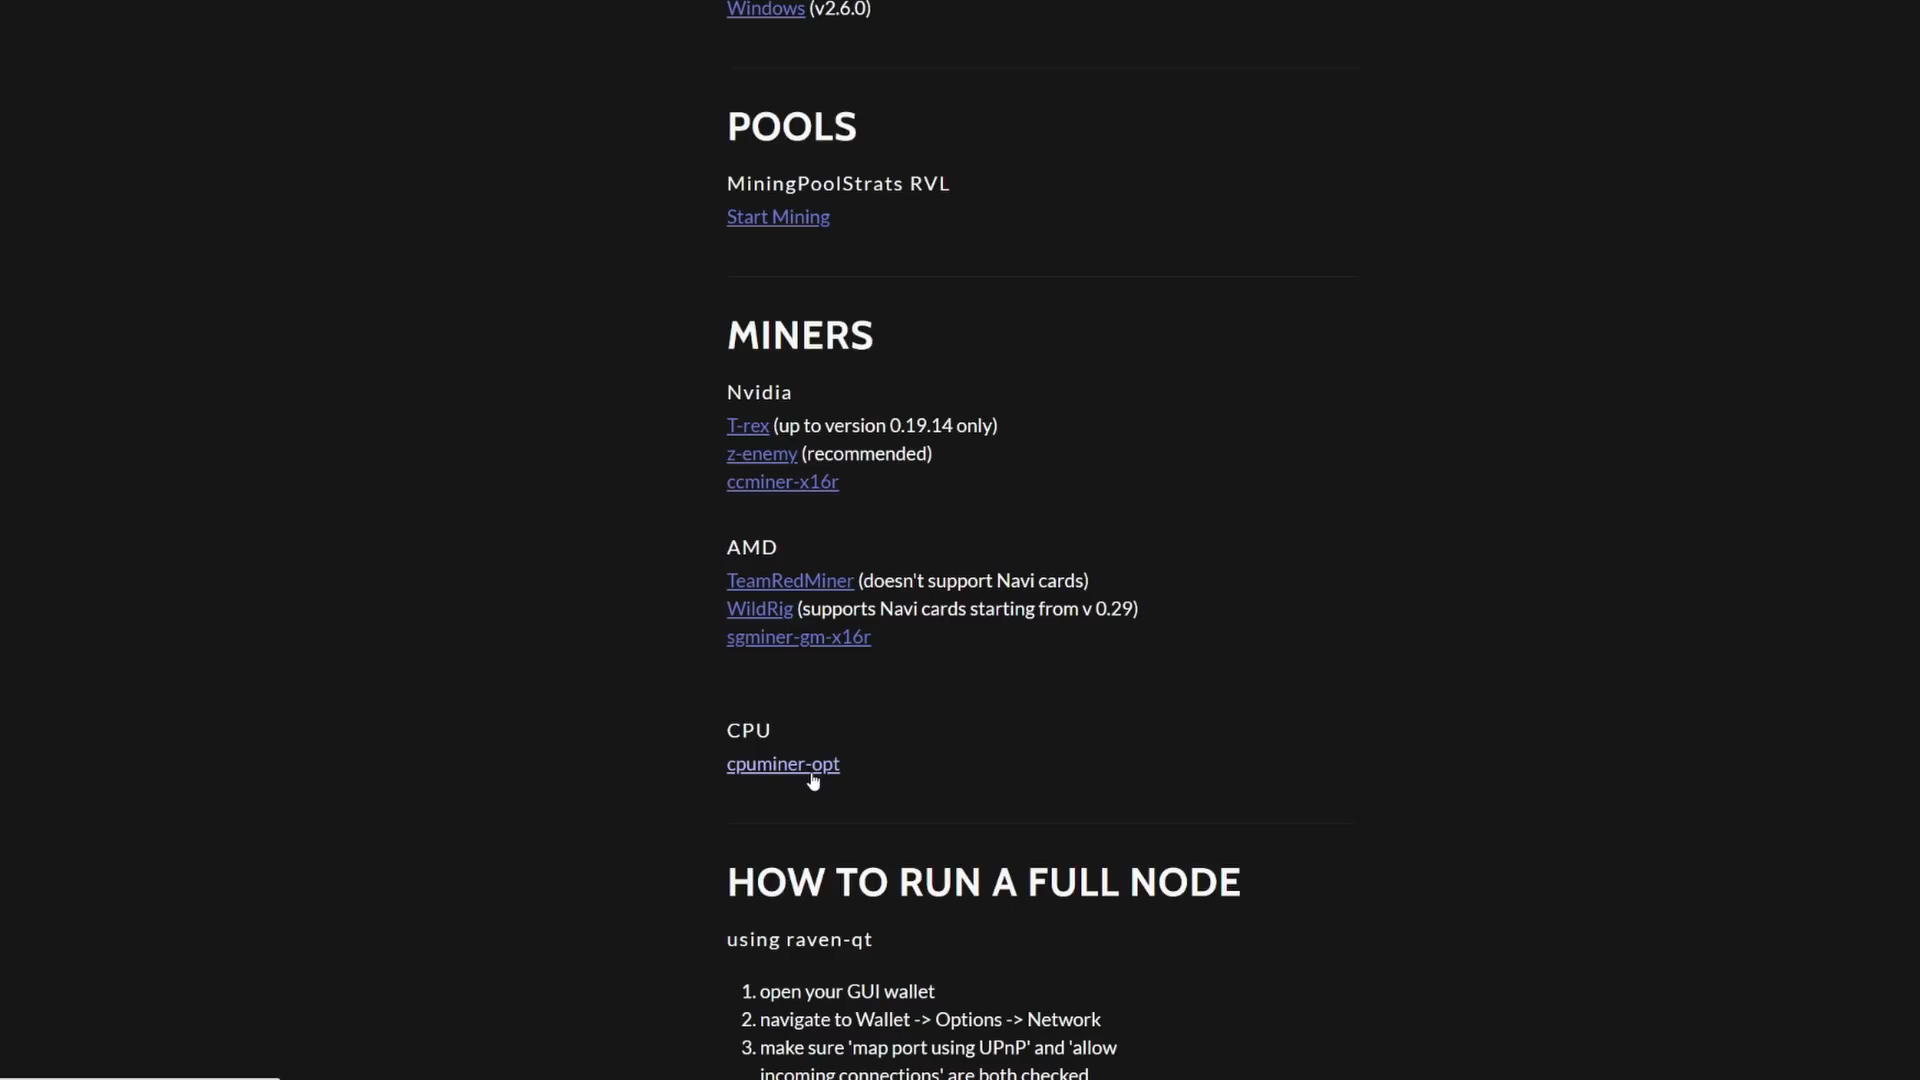 Windows (v2.6.0)
POOLS
MiningPoolStrats RVL
Start Mining
MINERS
Nvidia
T-rex (up to version 0.19.14 only)
z-enemy (recommended)
ccminer-x16r
AMD
TeamRedMiner (doesn't support Navi cards)
WildRig (supports Navi cards starting from v 0.29)
sgminer-gm-x16r
CPU
cpuminer-opt
HOW TO RUN A FULL NODE
using raven-qt
1. open your GUI wallet
2. navigate to Wallet -> Options -> Network
3. make sure 'map port using UPnP' and 'allow
incoming connections' are both checked